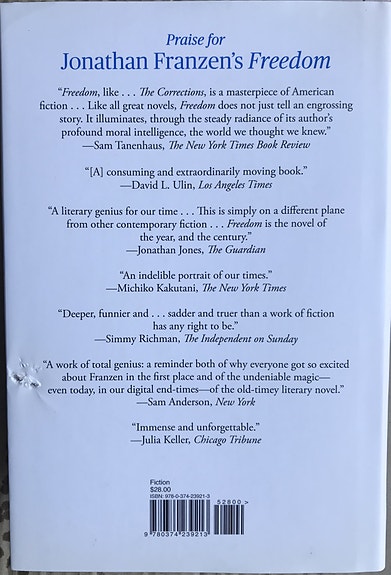 Praise for
Jonathan Franzen's Freedom
“Freedom, like . . . The Corrections, is a masterpiece of American
fiction . . . Like all great novels, Freedom does not just tell an engrossing
story. It illuminates, through the steady radiance of its author's
profound moral intelligence, the world we thought we knew.”
—Sam Tanenhaus, The New York Times Book Review
“[A] consuming and extraordinarily moving book.”
—David L. Ulin, Los Angeles Times
“A literary genius for our time . . . This is simply on a different plane
from other contemporary fiction . . . Freedom is the novel of
the year, and the century.”
—Jonathan Jones, The Guardian
“An indelible portrait of our times.”
—Michiko Kakutani, The New York Times
“Deeper, funnier and . . . sadder and truer than a work of fiction
has any right to be.”
—Simmy Richman, The Independent on Sunday
“A work of total genius: a reminder both of why everyone got so excited
about Franzen in the first place and of the undeniable magic—
even today, in our digital end-times—of the old-timey literary novel.”
—Sam Anderson, New York
“Immense and unforgettable.”
—Julia Keller, Chicago Tribune
Fiction
$28.00
ISBN: 978-0-374-23921-3
52800 >
9 780374 239213